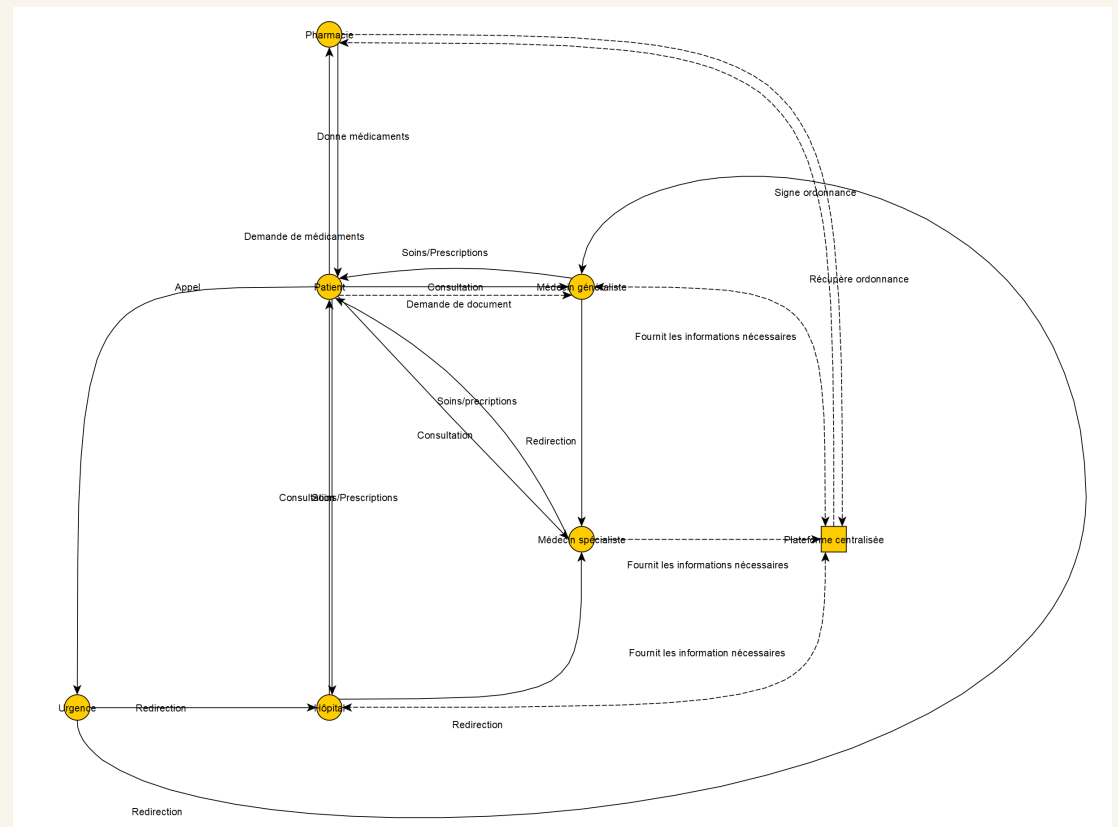 Pharmacie
Donne médicaments
Signe ordonnance
Demande de médicaments
Soins/Prescriptions
Récupère ordonnance
Appel
Patient
Consultation
Médecin généraliste
Demande de document
Fournit les informations nécessaires
Soins/precriptions
Consultation
Redirection
Consultation
Soins/Prescriptions
Médecin spécialiste
Plateforme centralisée
Fournit les informations nécessaires
Fournit les information nécessaires
Urgence
Redirection
Hôpital
Redirection
Redirection